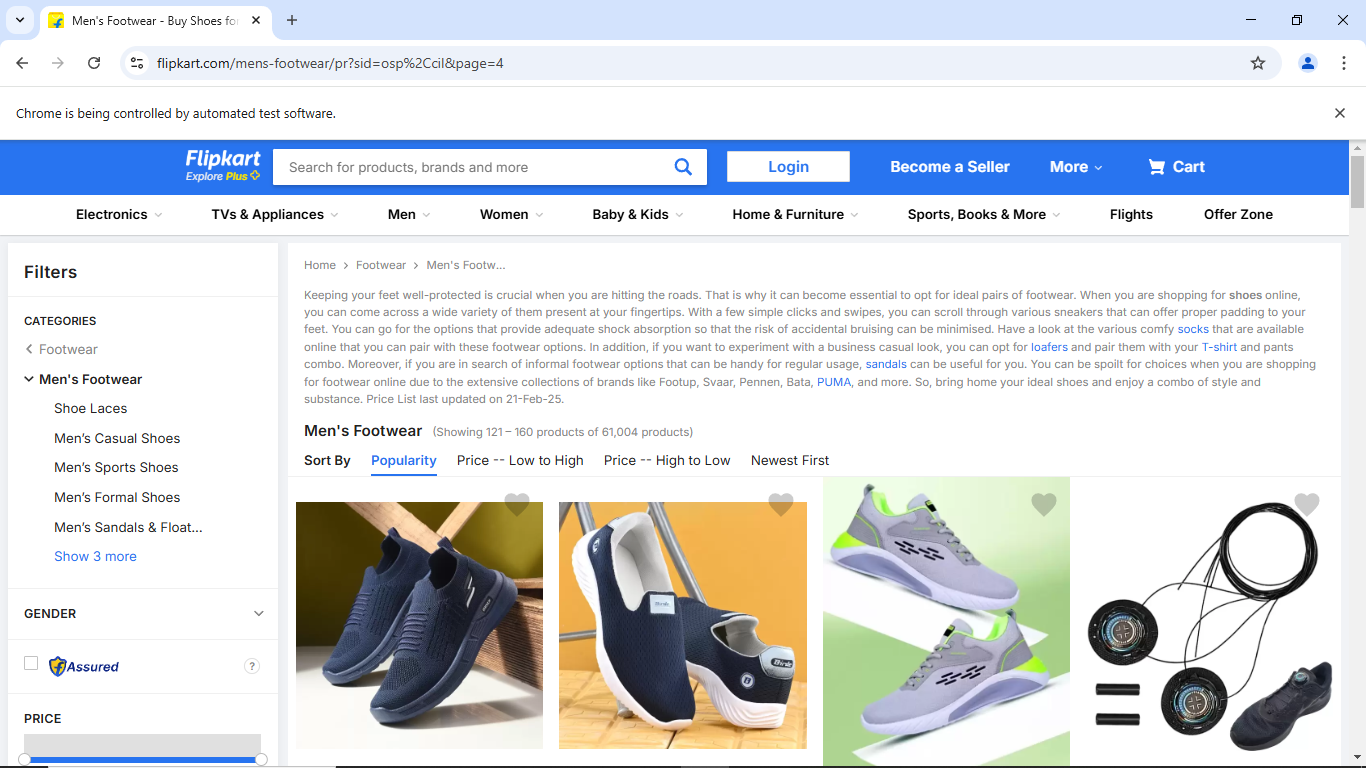 Men's Footwear - Buy Shoes fo
flipkart.com/mens-footwear/pr?sid=osp%2Ccil&page=4
Chrome is being controlled by automated test software.
Flipkart
Explore Plus
Search for products, brands and more
Login
Become a Seller
More
Cart
Electronics
TVs & Appliances
Men
Women
Baby & Kids
Home & Furniture
Sports, Books & More
Flights
Offer Zone
Filters
CATEGORIES
Footwear
Men's Footwear
Shoe Laces
Men's Casual Shoes
Men's Sports Shoes
Men's Formal Shoes
Men's Sandals & Float...
Show 3 more
GENDER
Assured
?
PRICE
Home > Footwear > Men's Footw...
Keeping your feet well-protected is crucial when you are hitting the roads. That is why it can become essential to opt for ideal pairs of footwear. When you are shopping for shoes online,
you can come across a wide variety of them present at your fingertips. With a few simple clicks and swipes, you can scroll through various sneakers that can offer proper padding to your
feet. You can go for the options that provide adequate shock absorption so that the risk of accidental bruising can be minimised. Have a look at the various comfy socks that are available
online that you can pair with these footwear options. In addition, if you want to experiment with a business casual look, you can opt for loafers and pair them with your T-shirt and pants
combo. Moreover, if you are in search of informal footwear options that can be handy for regular usage, sandals can be useful for you. You can be spoilt for choices when you are shopping
for footwear online due to the extensive collections of brands like Footup, Svaar, Pennen, Bata, PUMA, and more. So, bring home your ideal shoes and enjoy a combo of style and
substance. Price List last updated on 21-Feb-25.
Men's Footwear (Showing 121 – 160 products of 61,004 products)
Sort By
Popularity
Price -- Low to High
Price -- High to Low
Newest First